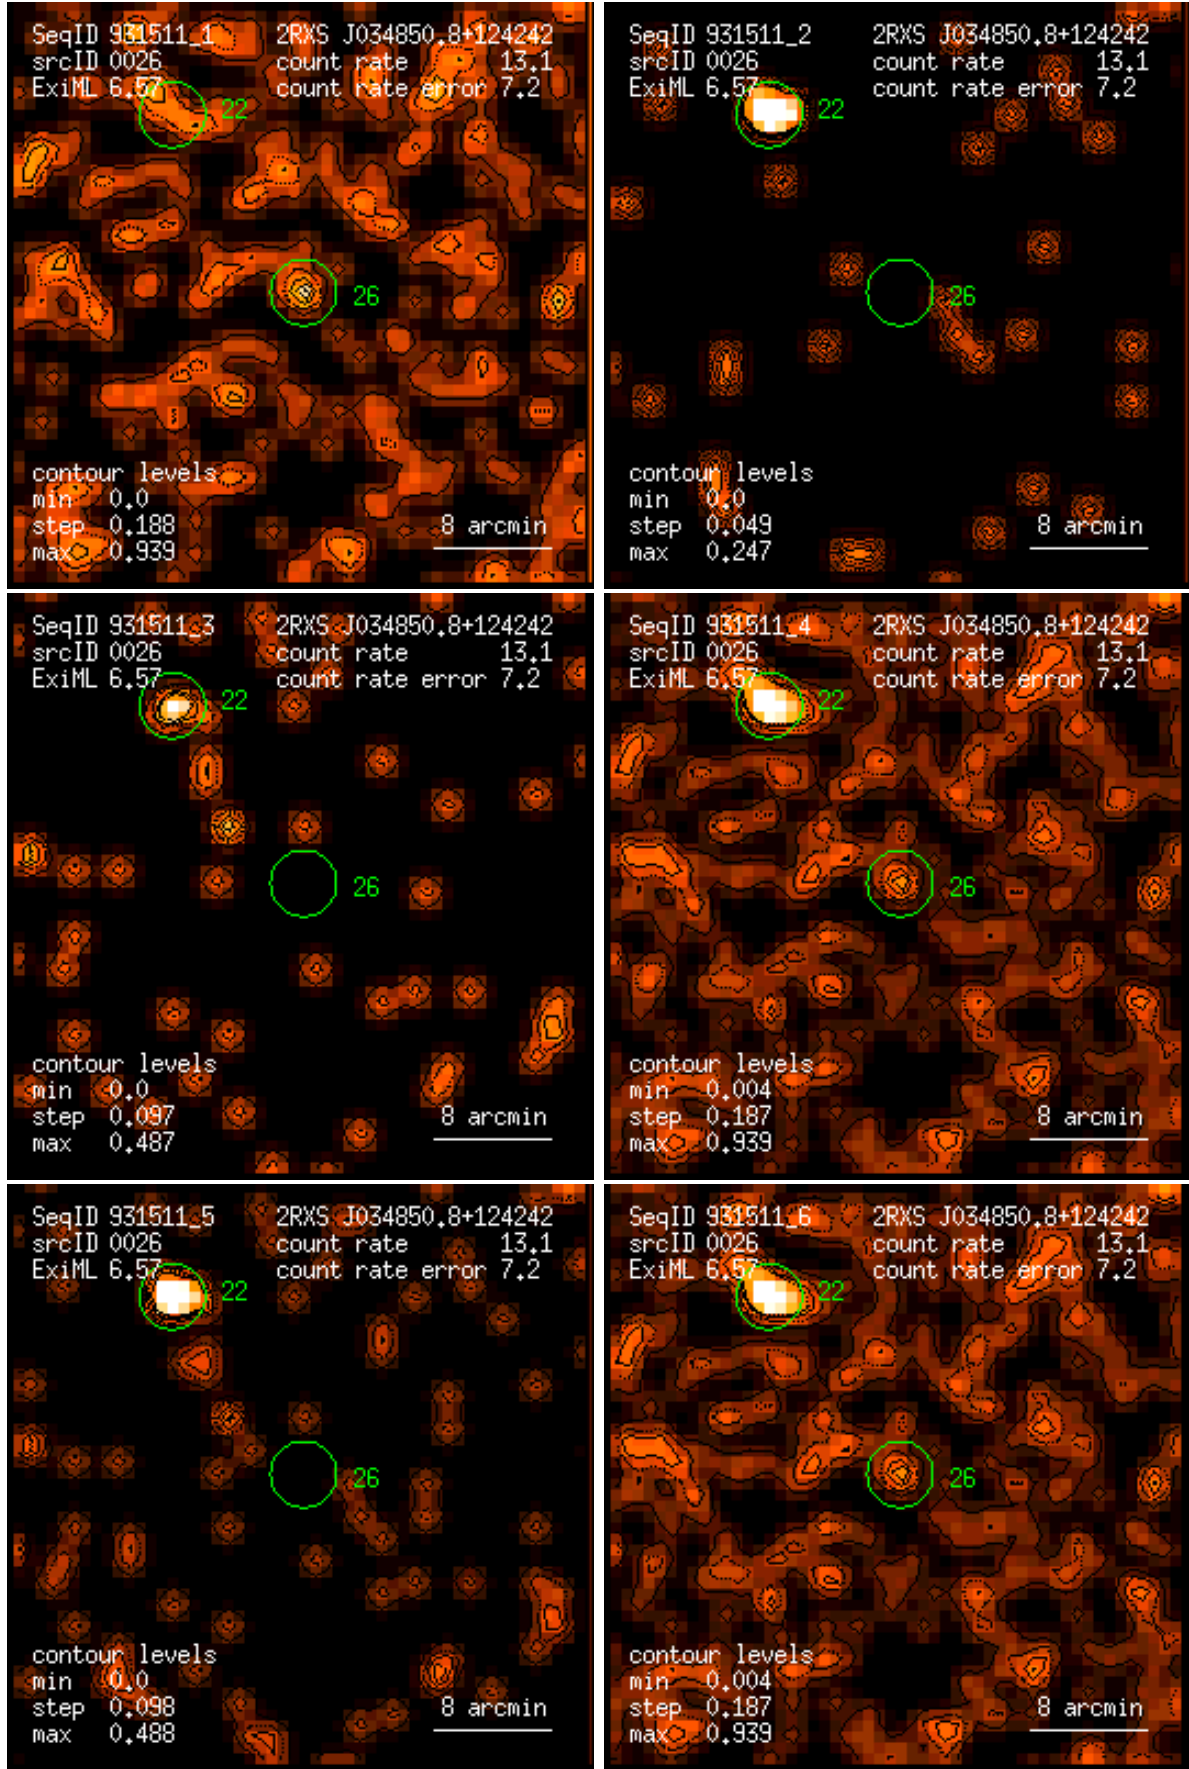 SeqID 931511_1 2RXS J034850.8+124242
srcID 0026 count rate 13.1
ExiML 6.57 count rate error 7.2
22
26
contour levels
min 0.0
step 0.188 8 arcmin
max 0.939
SeqID 931511_2 2RXS J034850.8+124242
srcID 0026 count rate 13.1
ExiML 6.57 count rate error 7.2
22
26
contour levels
min 0.0
step 0.049 8 arcmin
max 0.247
SeqID 931511_3 2RXS J034850.8+124242
srcID 0026 count rate 13.1
ExiML 6.57 count rate error 7.2
22
26
contour levels
min 0.0
step 0.097 8 arcmin
max 0.487
SeqID 931511_4 2RXS J034850.8+124242
srcID 0026 count rate 13.1
ExiML 6.57 count rate error 7.2
22
26
contour levels
min 0.004
step 0.187 8 arcmin
max 0.939
SeqID 931511_5 2RXS J034850.8+124242
srcID 0026 count rate 13.1
ExiML 6.57 count rate error 7.2
22
26
contour levels
min 0.0
step 0.098 8 arcmin
max 0.488
SeqID 931511_6 2RXS J034850.8+124242
srcID 0026 count rate 13.1
ExiML 6.57 count rate error 7.2
22
26
contour levels
min 0.004
step 0.187 8 arcmin
max 0.939